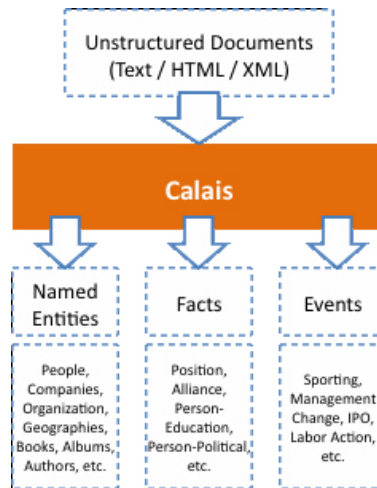 Unstructured Documents
(Text / HTML / XML)
Calais
Named
Entities
Facts
Events
People,
Companies,
Organization,
Geographies,
Books, Albums,
Authors, etc.
Position,
Alliance,
Person-
Education,
Person-Political,
etc.
Sporting,
Management
Change, IPO,
Labor Action,
etc.